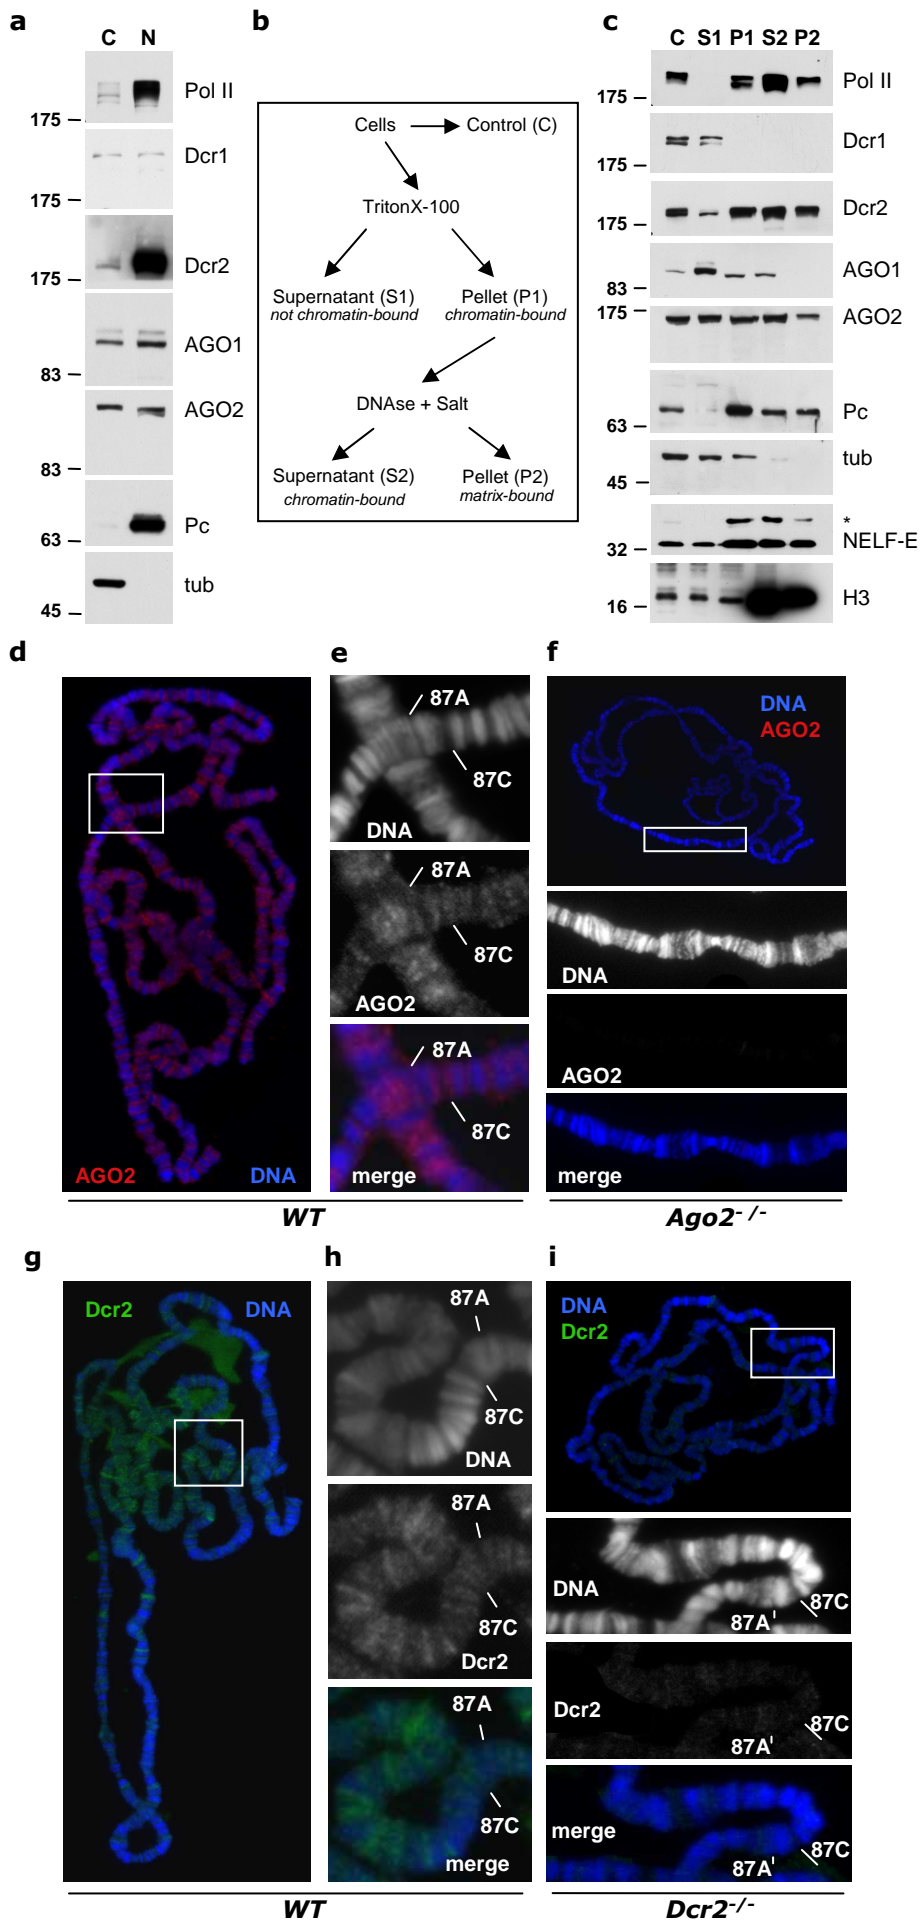 a
C N
Pol II
175
Dcr1
175
Dcr2
175
AGO1
83
AGO2
83
Pc
63
tub
45
b
Cells
Control (C)
TritonX-100
Supernatant (S1)
not chromatin-bound
Pellet (P1)
chromatin-bound
DNAse + Salt
Supernatant (S2)
chromatin-bound
Pellet (P2)
matrix-bound
c
C S1 P1 S2 P2
Pol II
175
Dcr1
175
Dcr2
175
AGO1
83
175
AGO2
Pc
63
tub
45
*
NELF-E
32
H3
16
d
AGO2 DNA
e
87A
87C
DNA
87A
87C
AGO2
87A
87C
merge
WT
f
DNA
AGO2
DNA
AGO2
merge
Ago2-/-
g
Dcr2 DNA
h
87A
87C
DNA
87A
87C
Dcr2
87A
87C
merge
WT
i
DNA
Dcr2
DNA
87C
87A
Dcr2
87C
87A
merge
87C
87A
Dcr2-/-